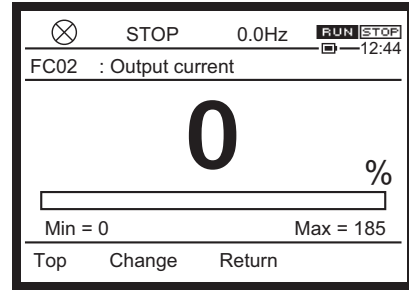 STOP 0.0Hz RUN STOP
12:44
FC02 : Output current
0
%
Min = 0 Max = 185
Top Change Return